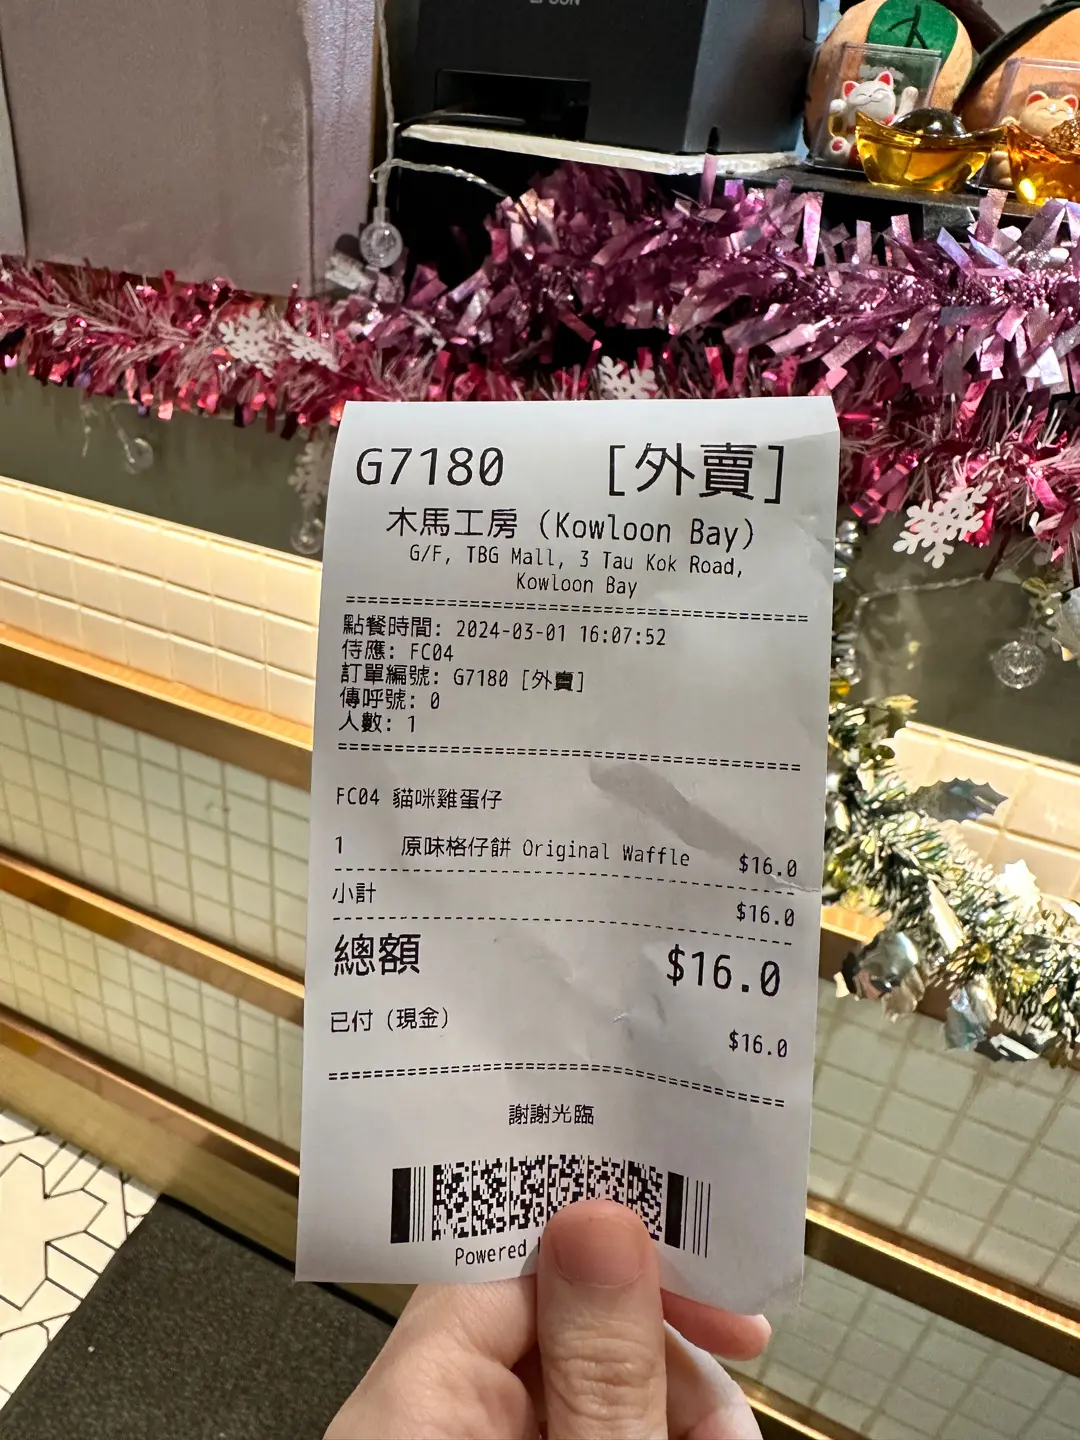 EPSON
G7180 [外賣]
木馬工房 (Kowloon Bay)
G/F, TBG Mall, 3 Tau Kok Road,
Kowloon Bay
點餐時間: 2024-03-01 16:07:52
侍應: FC04
訂單編號: G7180 [外賣]
傳呼號: 0
人數: 1
FC04 貓咪雞蛋仔
1 原味格仔餅 Original Waffle $16.0
小計 $16.0
總額 $16.0
已付 (現金) $16.0
謝謝光臨
Powered